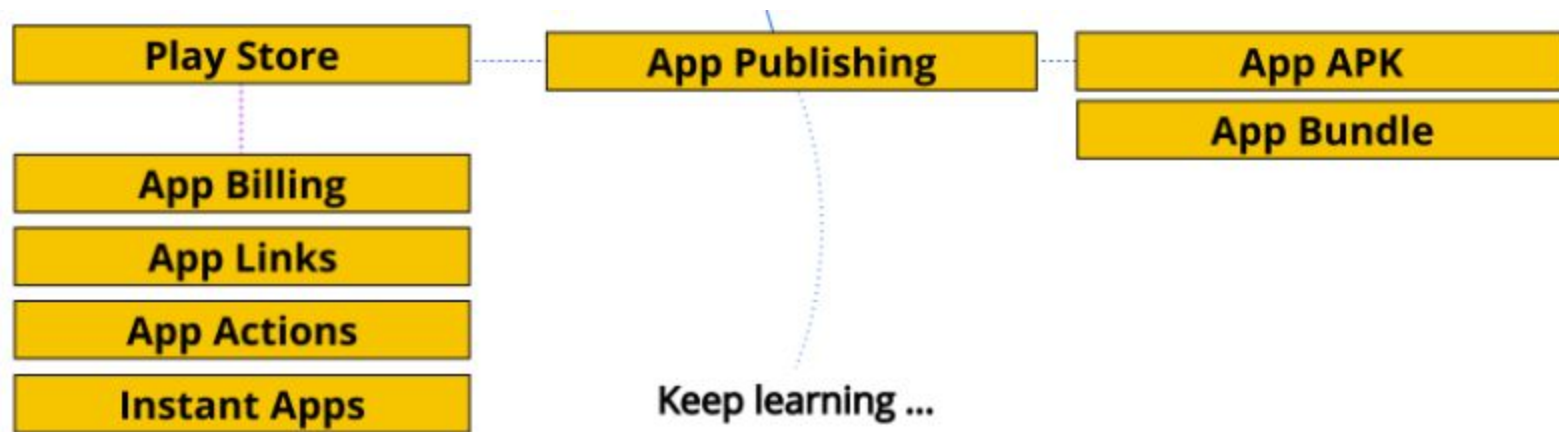 Play Store
App Publishing
App APK
App Bundle
App Billing
App Links
App Actions
Instant Apps
Keep learning ...